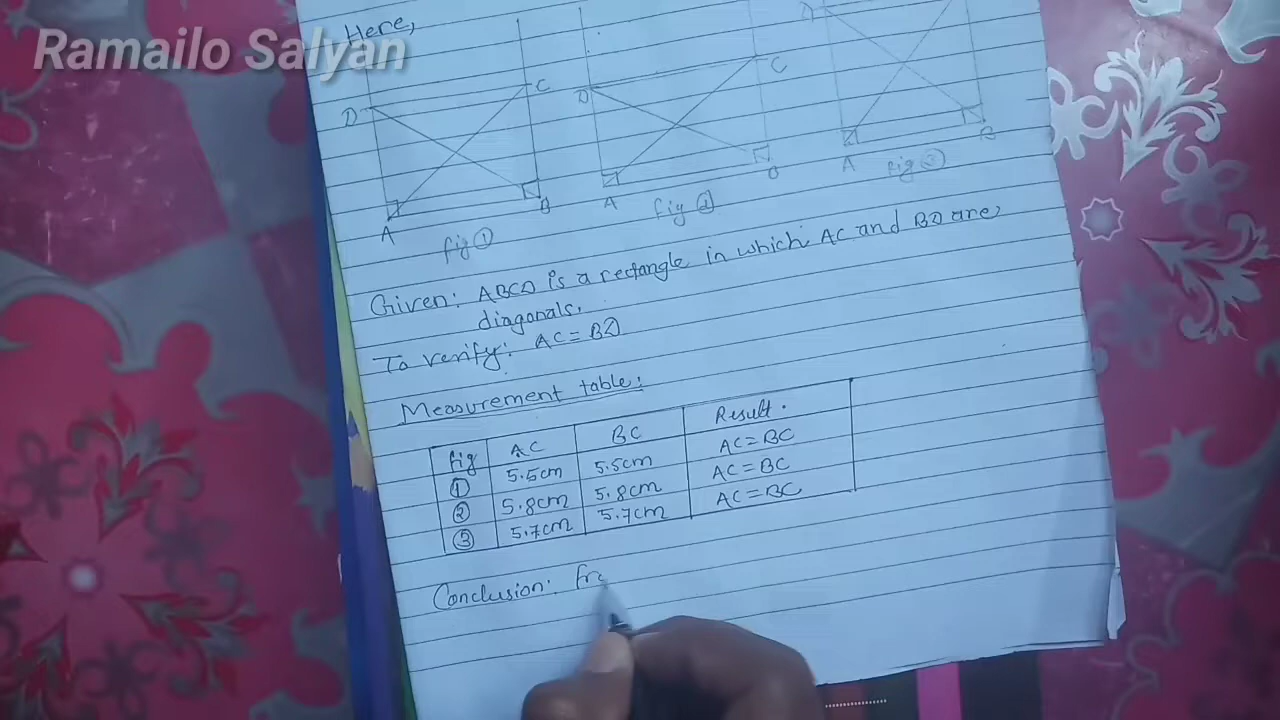 Ramailo Salyan
Here,
D C
A B
fig ①
D C
A B
fig ②
A B
fig ③
Given: ABCD is a rectangle in which AC and BD are
diagonals.
To verify: AC = BD
Measurement table:
Fig AC BC Result.
① 5.5cm 5.5cm AC = BC
② 5.8cm 5.8cm AC = BC
③ 5.7cm 5.7cm AC = BC
Conclusion: Fro